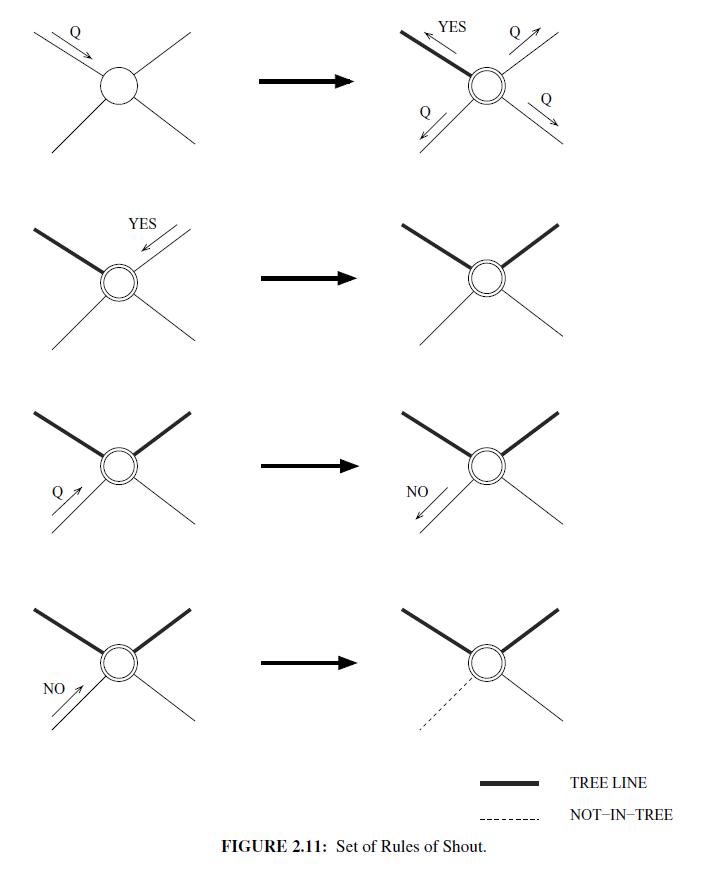 Q
YES
Q
Q
Q
YES
Q
NO
NO
TREE LINE
NOT−IN−TREE
FIGURE 2.11: Set of Rules of Shout.